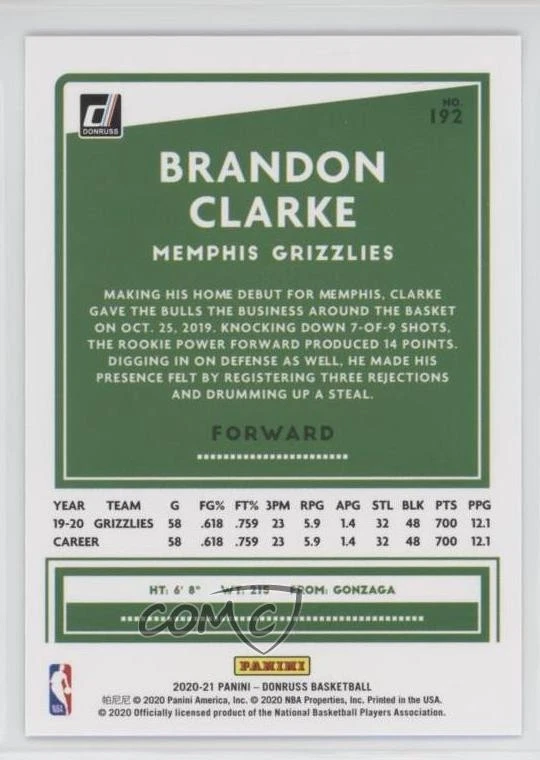 DONRUSS
NO.
192
BRANDON
CLARKE
MEMPHIS GRIZZLIES
MAKING HIS HOME DEBUT FOR MEMPHIS, CLARKE
GAVE THE BULLS THE BUSINESS AROUND THE BASKET
ON OCT. 25, 2019. KNOCKING DOWN 7-OF-9 SHOTS,
THE ROOKIE POWER FORWARD PRODUCED 14 POINTS.
DIGGING IN ON DEFENSE AS WELL, HE MADE HIS
PRESENCE FELT BY REGISTERING THREE REJECTIONS
AND DRUMMING UP A STEAL.
FORWARD
YEAR TEAM G FG% FT% 3PM RPG APG STL BLK PTS PPG
19-20 GRIZZLIES 58 .618 .759 23 5.9 1.4 32 48 700 12.1
CAREER 58 .618 .759 23 5.9 1.4 32 48 700 12.1
HT: 6' 8" WT: 215 FROM: GONZAGA
COMC
PANINI
2020-21 PANINI – DONRUSS BASKETBALL
帕尼尼 © 2020 Panini America, Inc. © 2020 NBA Properties, Inc. Printed in the USA.
© 2020 Officially licensed product of the National Basketball Players Association.
NBA